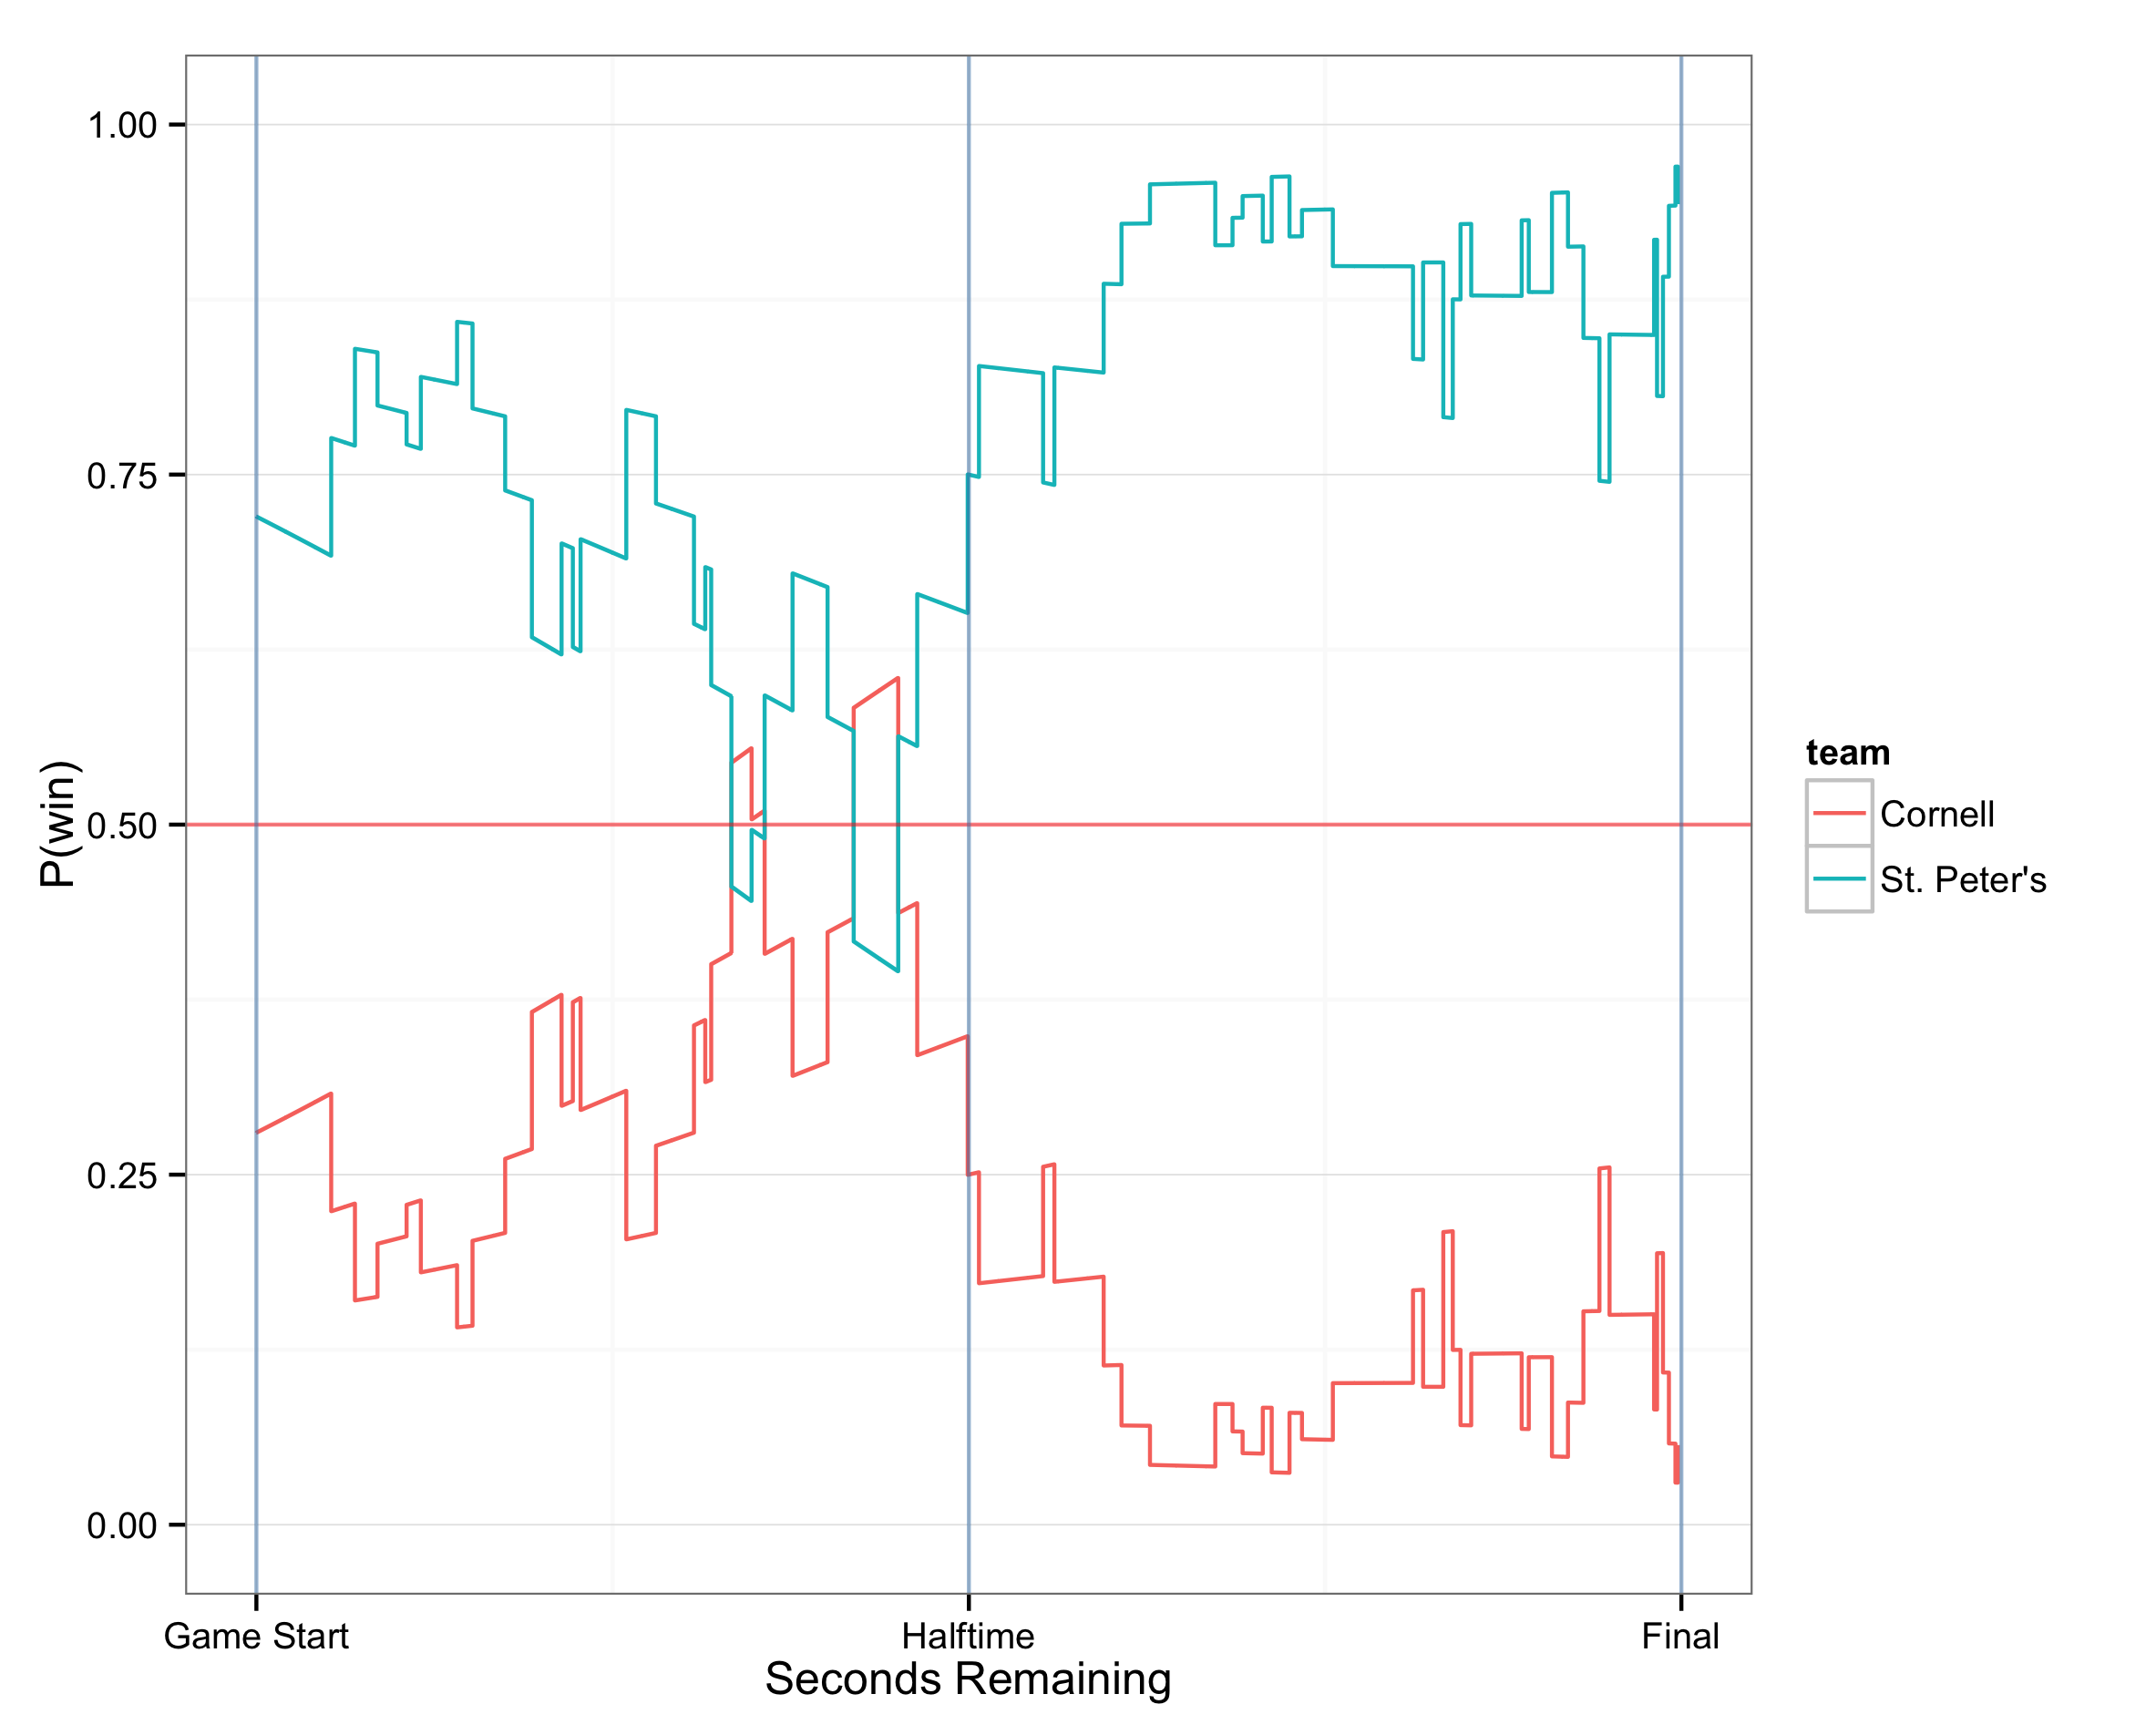 1.00
0.75
0.50
0.25
0.00
P(win)
Game Start
Halftime
Final
Seconds Remaining
team
Cornell
St. Peter's